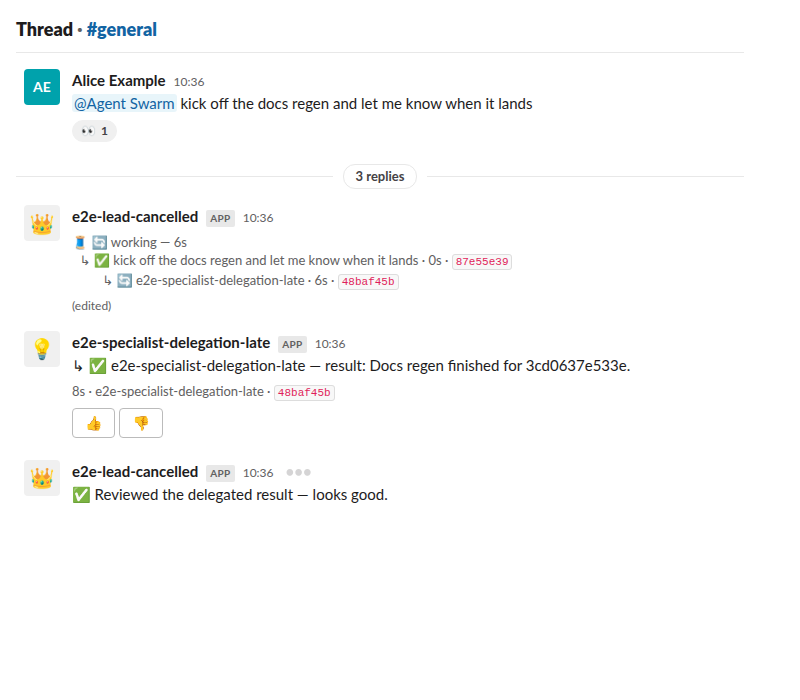 Thread • #general
AE
Alice Example 10:36
@Agent Swarm kick off the docs regen and let me know when it lands
👀 1
3 replies
e2e-lead-cancelled APP 10:36
🧵 🔄 working — 6s
↳ ✅ kick off the docs regen and let me know when it lands · 0s · 87e55e39
↳ 🔄 e2e-specialist-delegation-late · 6s · 48baf45b
(edited)
e2e-specialist-delegation-late APP 10:36
↳ ✅ e2e-specialist-delegation-late — result: Docs regen finished for 3cd0637e533e.
8s · e2e-specialist-delegation-late · 48baf45b
👍 👎
e2e-lead-cancelled APP 10:36
✅ Reviewed the delegated result — looks good.